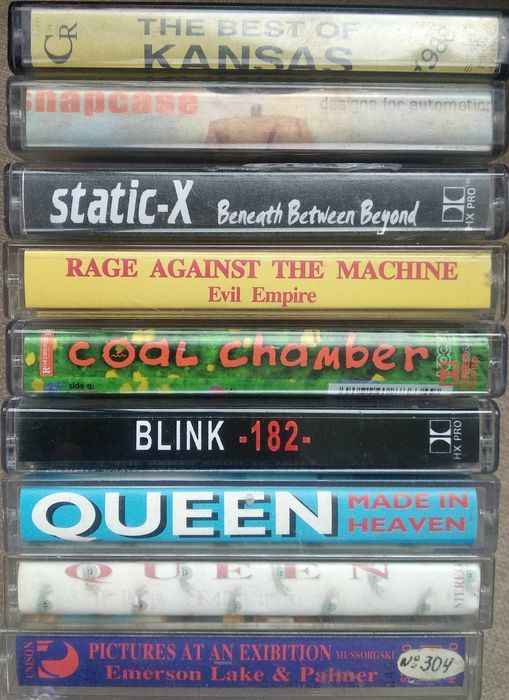 CR
THE BEST OF
KANSAS
1988
snapcase
designs for automotion
static-X
Beneath Between Beyond
HX PRO
RAGE AGAINST THE MACHINE
Evil Empire
COAL Chamber
side a:
BLINK -182-
HX PRO
QUEEN
MADE IN
HEAVEN
QUEEN
STEREO
UNISON
PICTURES AT AN EXIBITION MUSSORGSKI
Emerson Lake & Palmer
№304